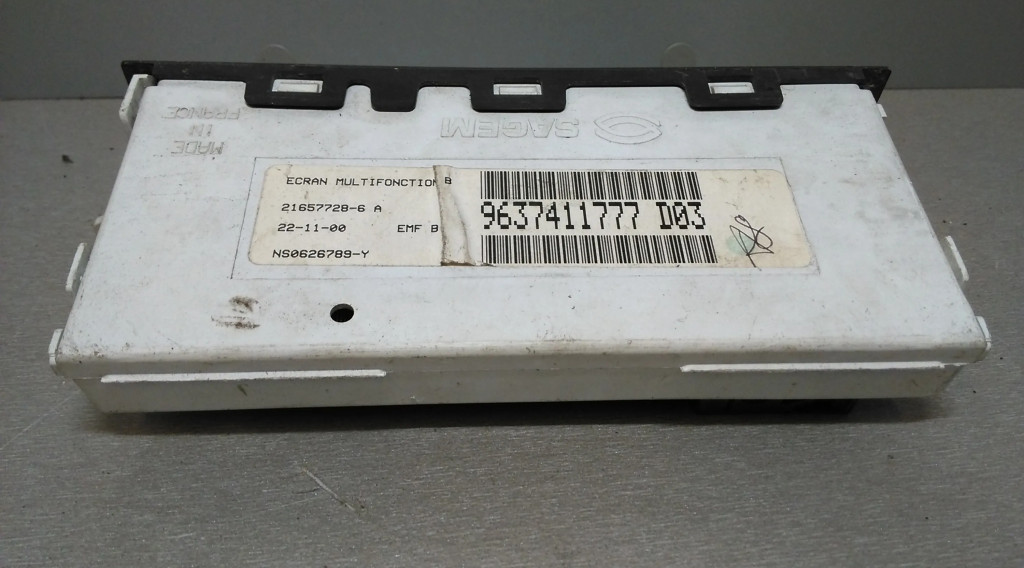 MADE
IN
FRANCE
SAGEM
ECRAN MULTIFONCTION B
21657728-6 A
22-11-00 EMF B
NS0626789-Y
9637411777 D03